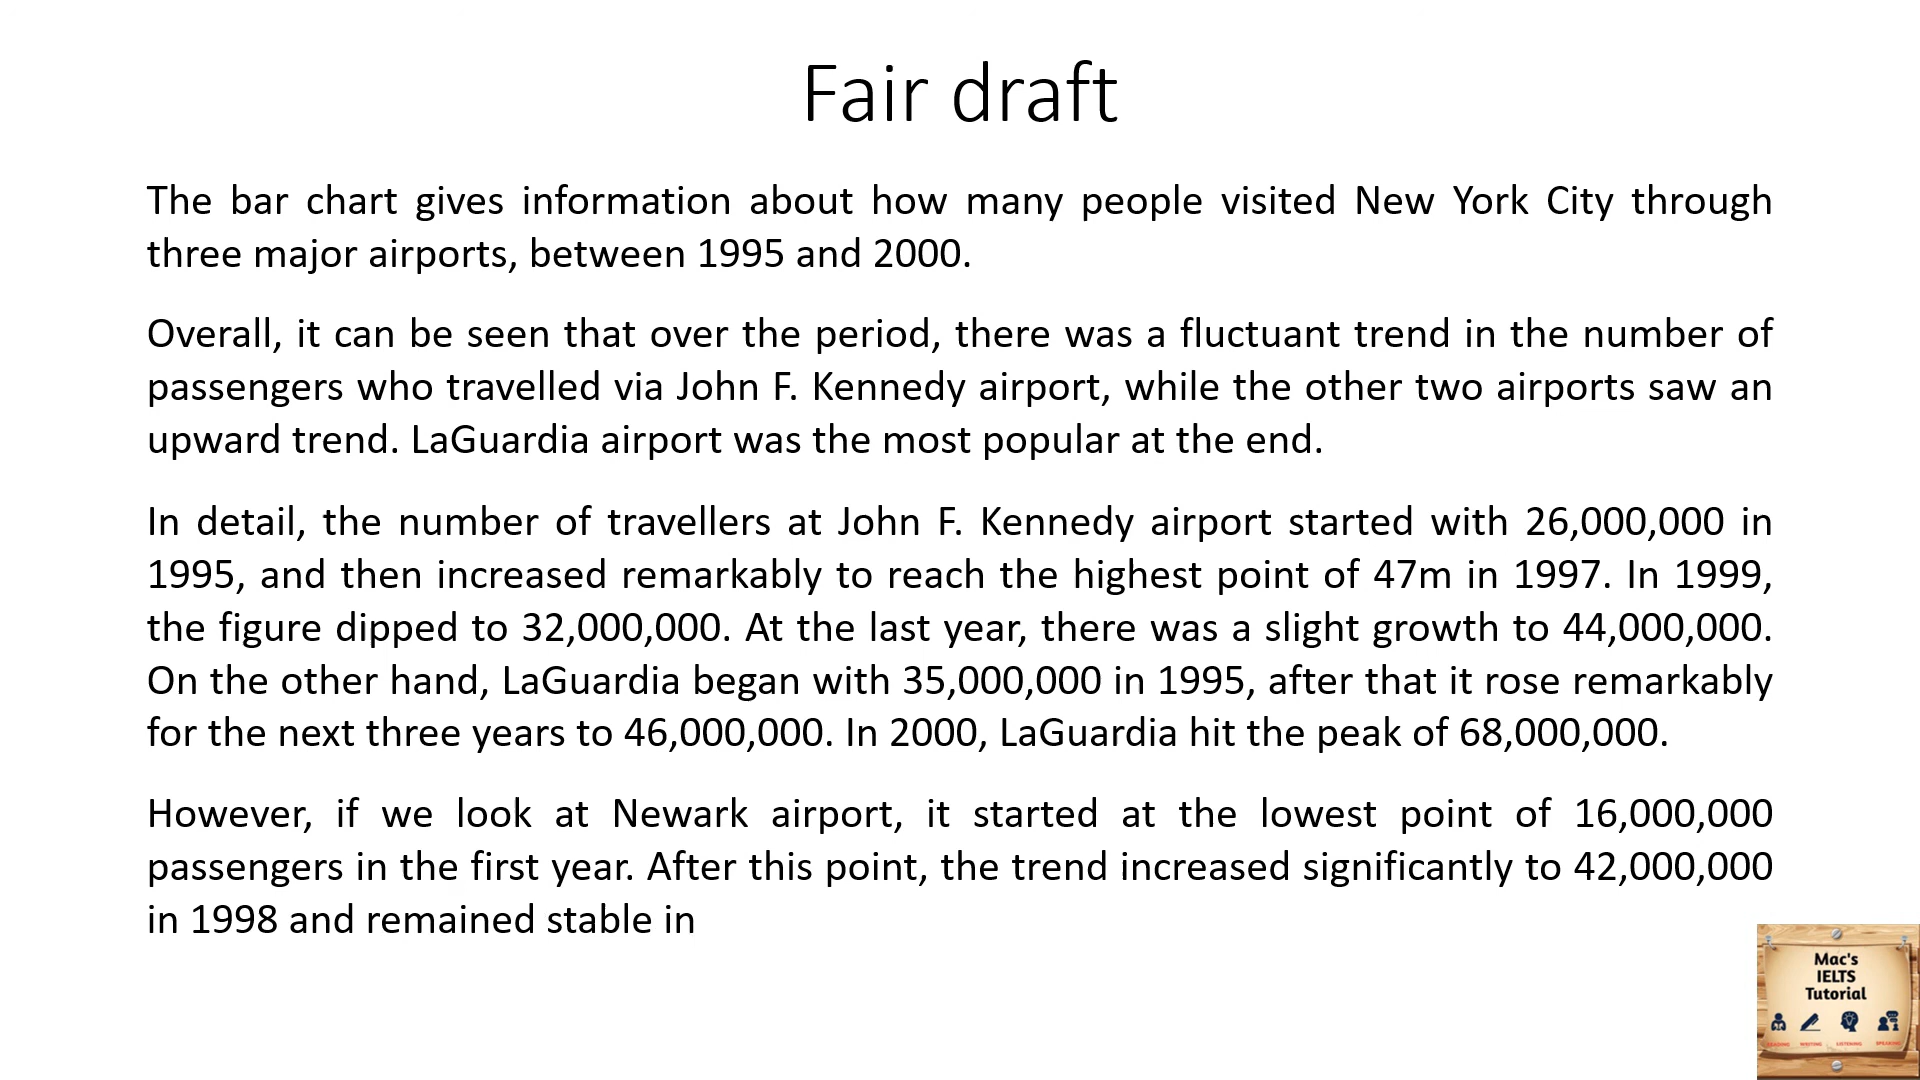 Fair draft
The bar chart gives information about how many people visited New York City through
three major airports, between 1995 and 2000.
Overall, it can be seen that over the period, there was a fluctuant trend in the number of
passengers who travelled via John F. Kennedy airport, while the other two airports saw an
upward trend. LaGuardia airport was the most popular at the end.
In detail, the number of travellers at John F. Kennedy airport started with 26,000,000 in
1995, and then increased remarkably to reach the highest point of 47m in 1997. In 1999,
the figure dipped to 32,000,000. At the last year, there was a slight growth to 44,000,000.
On the other hand, LaGuardia began with 35,000,000 in 1995, after that it rose remarkably
for the next three years to 46,000,000. In 2000, LaGuardia hit the peak of 68,000,000.
However, if we look at Newark airport, it started at the lowest point of 16,000,000
passengers in the first year. After this point, the trend increased significantly to 42,000,000
in 1998 and remained stable in
Mac's
IELTS
Tutorial
READING WRITING LISTENING SPEAKING